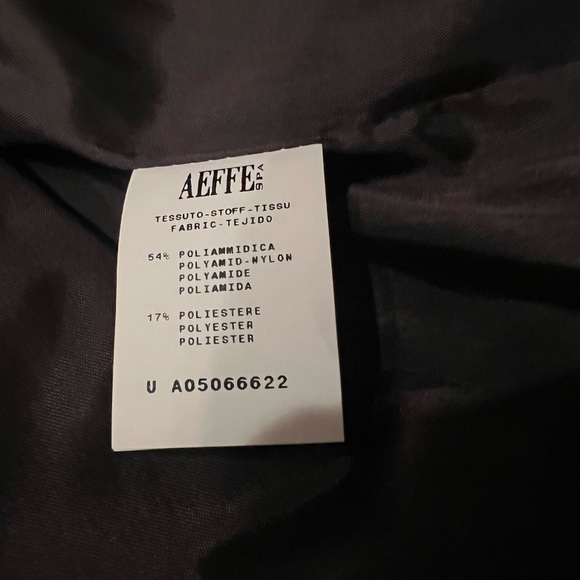 AEFFE SPA
TESSUTO-STOFF-TISSU
FABRIC-TEJIDO
54% POLIAMMIDICA
POLYAMID-NYLON
POLYAMIDE
POLIAMIDA
17% POLIESTERE
POLYESTER
POLIESTER
U A05066622